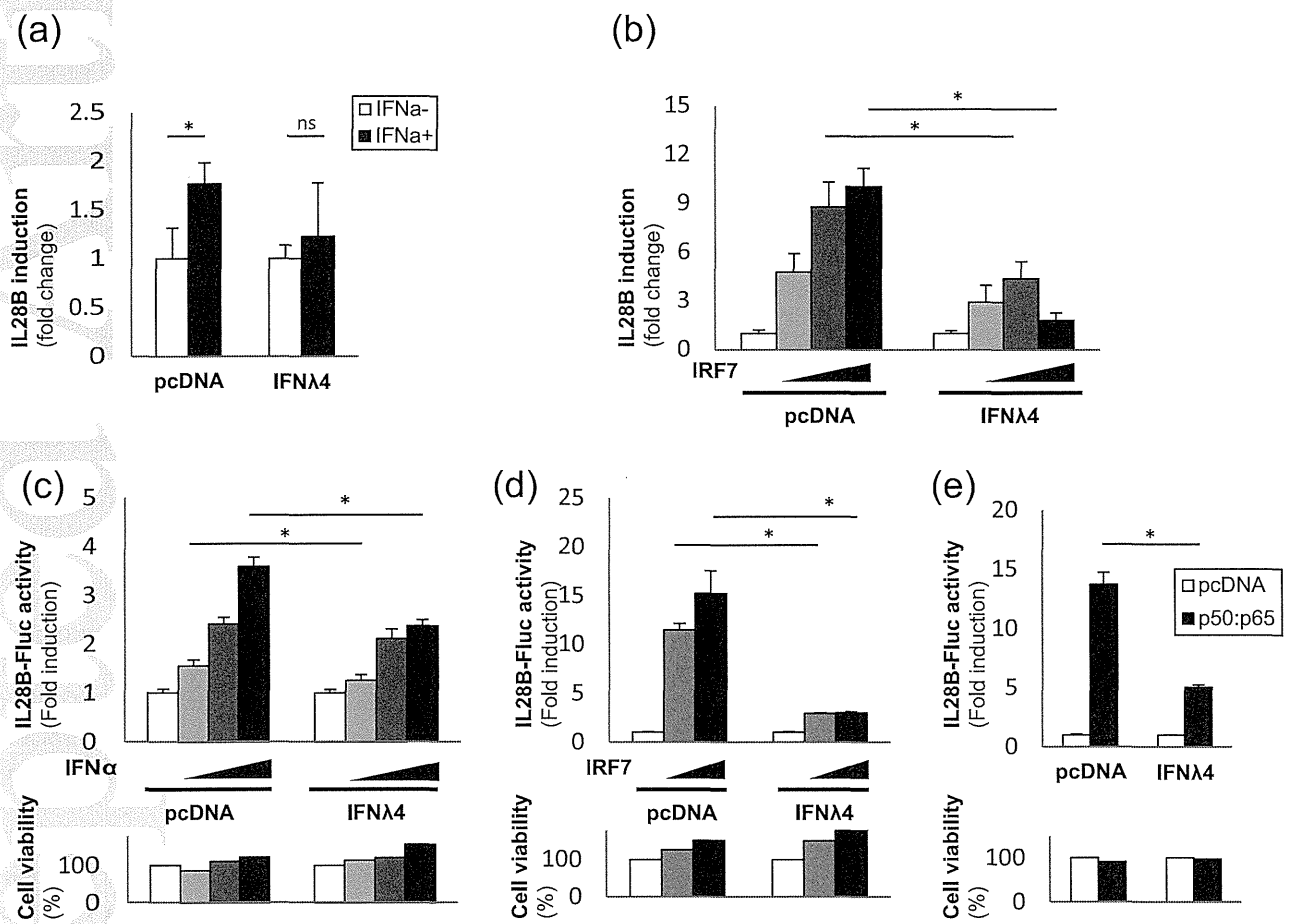 (a)
IL28B induction
(fold change)
2.5
2
1.5
1
0.5
0
*
ns
IFNa-
IFNa+
pcDNA
IFNλ4
(b)
IL28B induction
(fold change)
15
12
9
6
3
0
*
*
IRF7
pcDNA
IFNλ4
(c)
IL28B-Fluc activity
(Fold induction)
5
4
3
2
1
0
*
*
IFNα
pcDNA
IFNλ4
Cell viability
(%)
100
0
(d)
IL28B-Fluc activity
(Fold induction)
25
20
15
10
5
0
*
*
IRF7
pcDNA
IFNλ4
Cell viability
(%)
100
0
(e)
IL28B-Fluc activity
(Fold induction)
20
15
10
5
0
*
pcDNA
p50:p65
pcDNA
IFNλ4
Cell viability
(%)
100
0